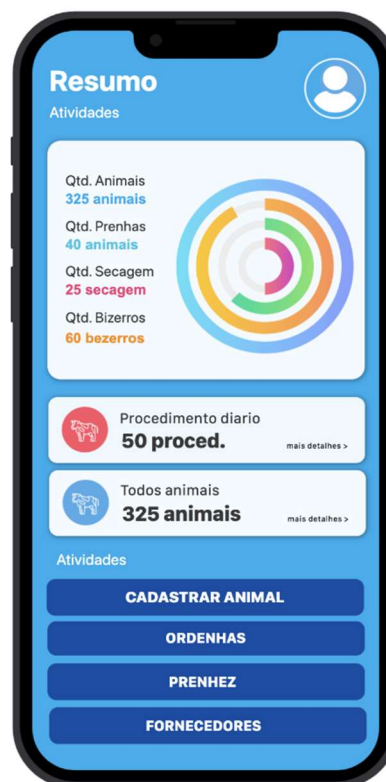 Resumo
Atividades
Qtd. Animais
325 animais
Qtd. Prenhas
40 animais
Qtd. Secagem
25 secagem
Qtd. Bizerros
60 bezerros
Procedimento diario
50 proced.
mais detalhes >
Todos animais
325 animais
mais detalhes >
Atividades
CADASTRAR ANIMAL
ORDENHAS
PRENHEZ
FORNECEDORES